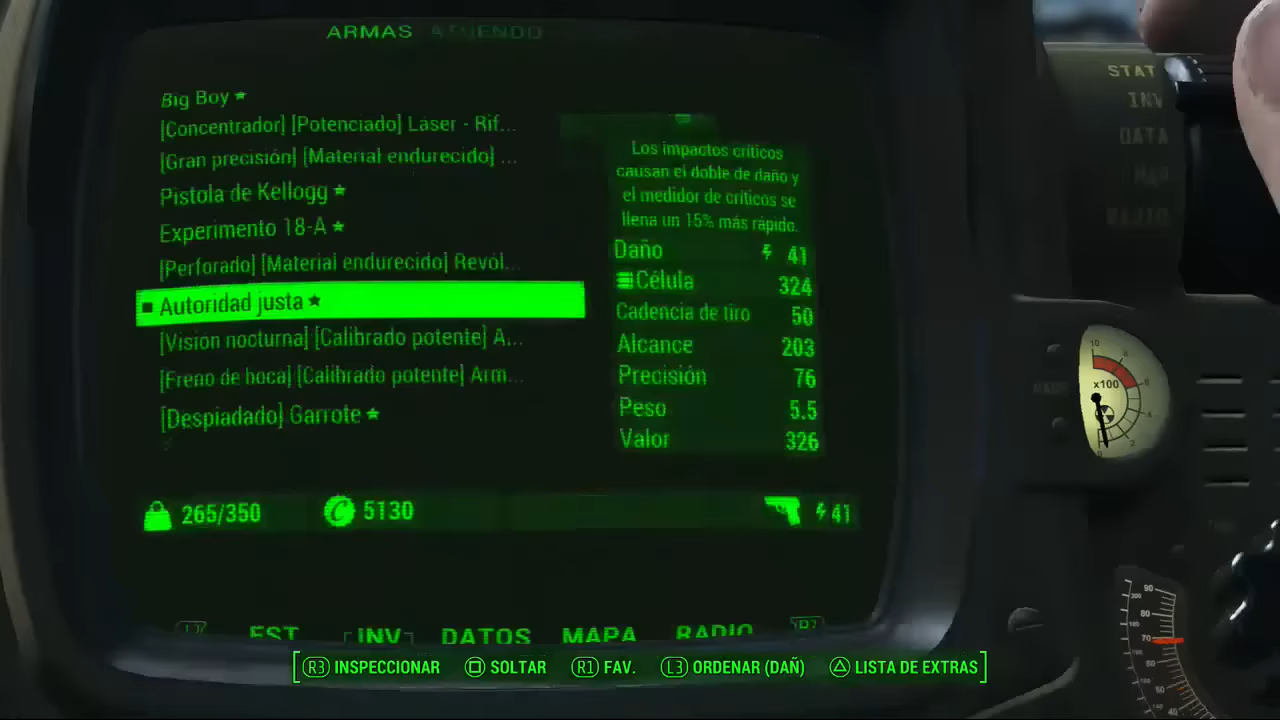 ARMAS ATUENDO
Big Boy ★
[Concentrador] [Potenciado] Láser - Rif...
[Gran precisión] [Material endurecido] ...
Pistola de Kellogg ★
Experimento 18-A ★
[Perforado] [Material endurecido] Revól...
Autoridad justa ★
[Visión nocturna] [Calibrado potente] A...
[Freno de boca] [Calibrado potente] Arm...
[Despiadado] Garrote ★
Los impactos críticos
causan el doble de daño y
el medidor de críticos se
llena un 15% más rápido.
Daño 41
Célula 324
Cadencia de tiro 50
Alcance 203
Precisión 76
Peso 5.5
Valor 326
265/350 5130 41
EST INV DATOS MAPA RADIO
R3 INSPECCIONAR SOLTAR R1 FAV. L3 ORDENAR (DAÑ) LISTA DE EXTRAS
STAT
INV
DATA
MAP
x100